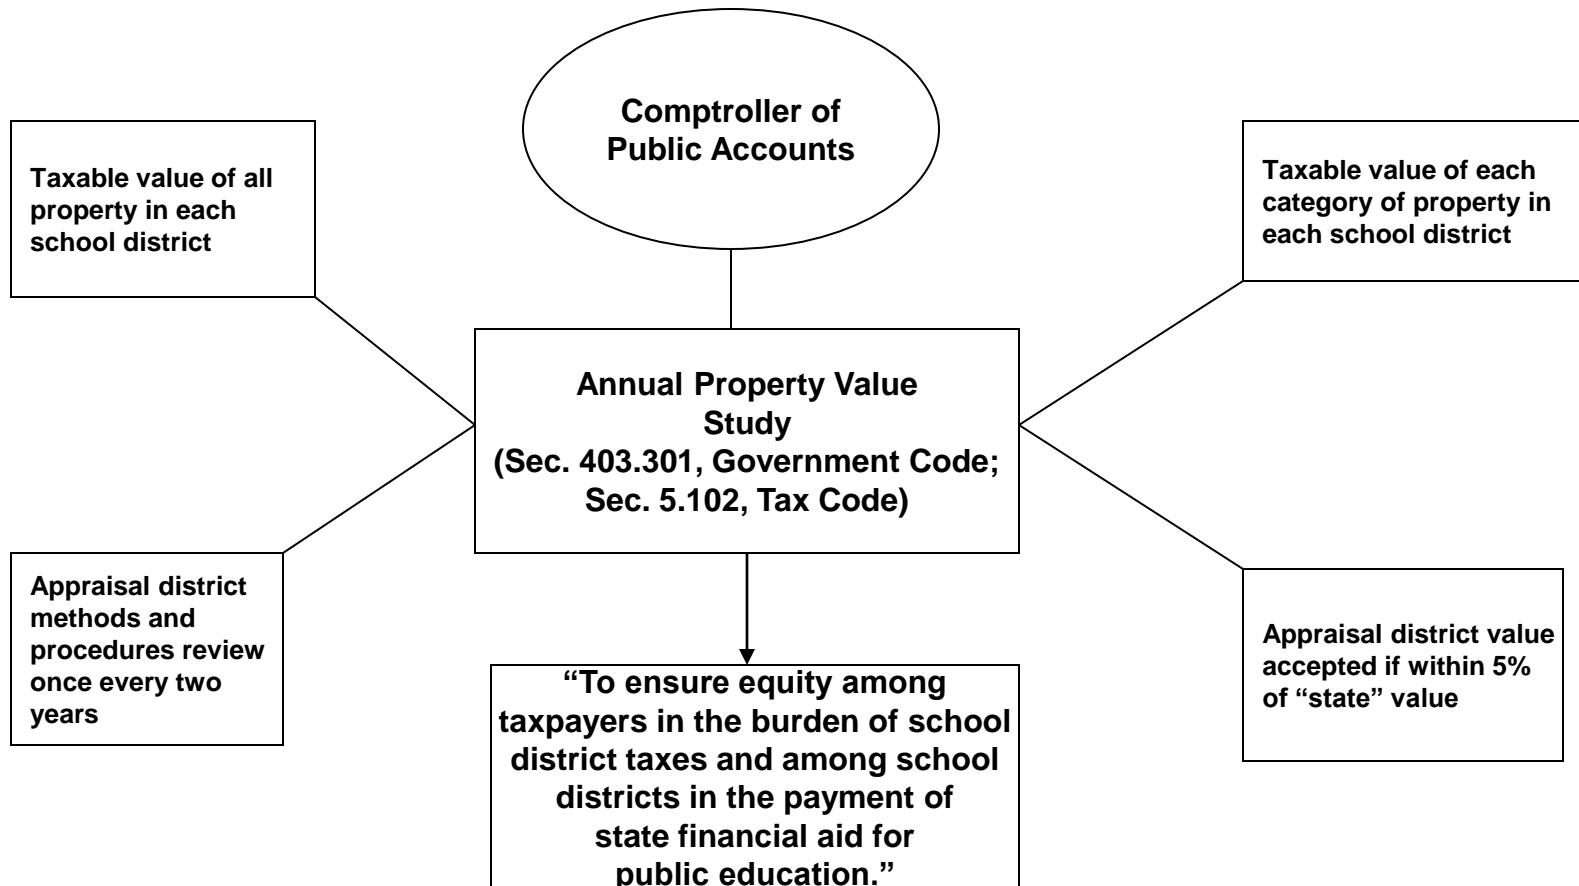 Comptroller of
Public Accounts
Taxable value of all
property in each
school district
Taxable value of each
category of property in
each school district
Annual Property Value
Study
(Sec. 403.301, Government Code;
Sec. 5.102, Tax Code)
Appraisal district
methods and
procedures review
once every two
years
Appraisal district value
accepted if within 5%
of “state” value
“To ensure equity among
taxpayers in the burden of school
district taxes and among school
districts in the payment of
state financial aid for
public education.”